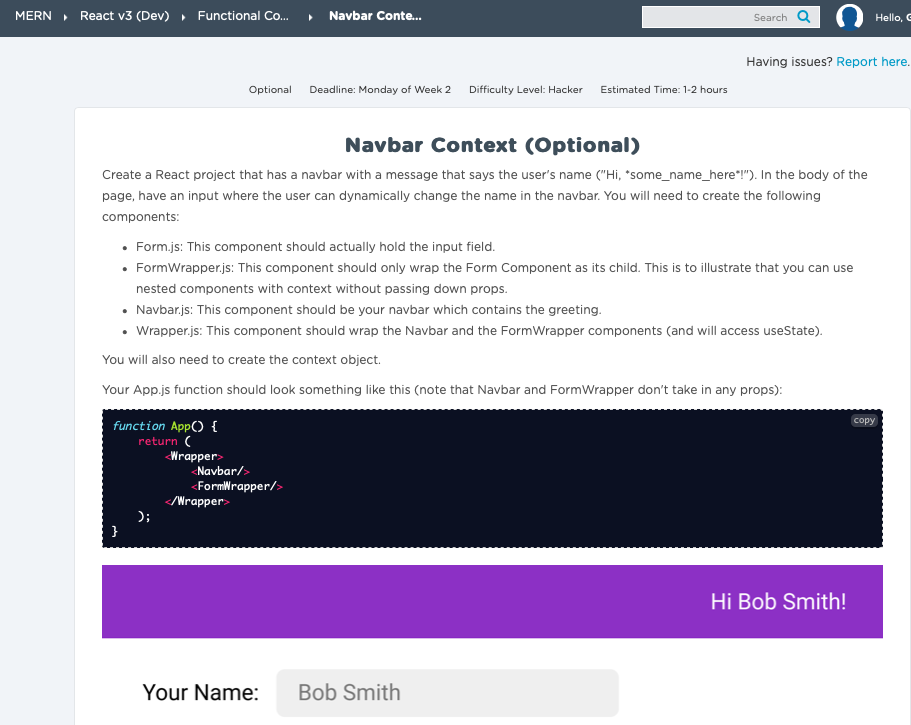 MERN ▸ React v3 (Dev) ▸ Functional Co... ▸ Navbar Conte...
Search
Hello, G
Having issues? Report here.
Optional Deadline: Monday of Week 2 Difficulty Level: Hacker Estimated Time: 1-2 hours
Navbar Context (Optional)
Create a React project that has a navbar with a message that says the user's name ("Hi, *some_name_here*!"). In the body of the
page, have an input where the user can dynamically change the name in the navbar. You will need to create the following
components:
• Form.js: This component should actually hold the input field.
• FormWrapper.js: This component should only wrap the Form Component as its child. This is to illustrate that you can use
nested components with context without passing down props.
• Navbar.js: This component should be your navbar which contains the greeting.
• Wrapper.js: This component should wrap the Navbar and the FormWrapper components (and will access useState).
You will also need to create the context object.
Your App.js function should look something like this (note that Navbar and FormWrapper don't take in any props):
copy
function App() {
return (
<Wrapper>
<Navbar/>
<FormWrapper/>
</Wrapper>
);
}
Hi Bob Smith!
Your Name: Bob Smith